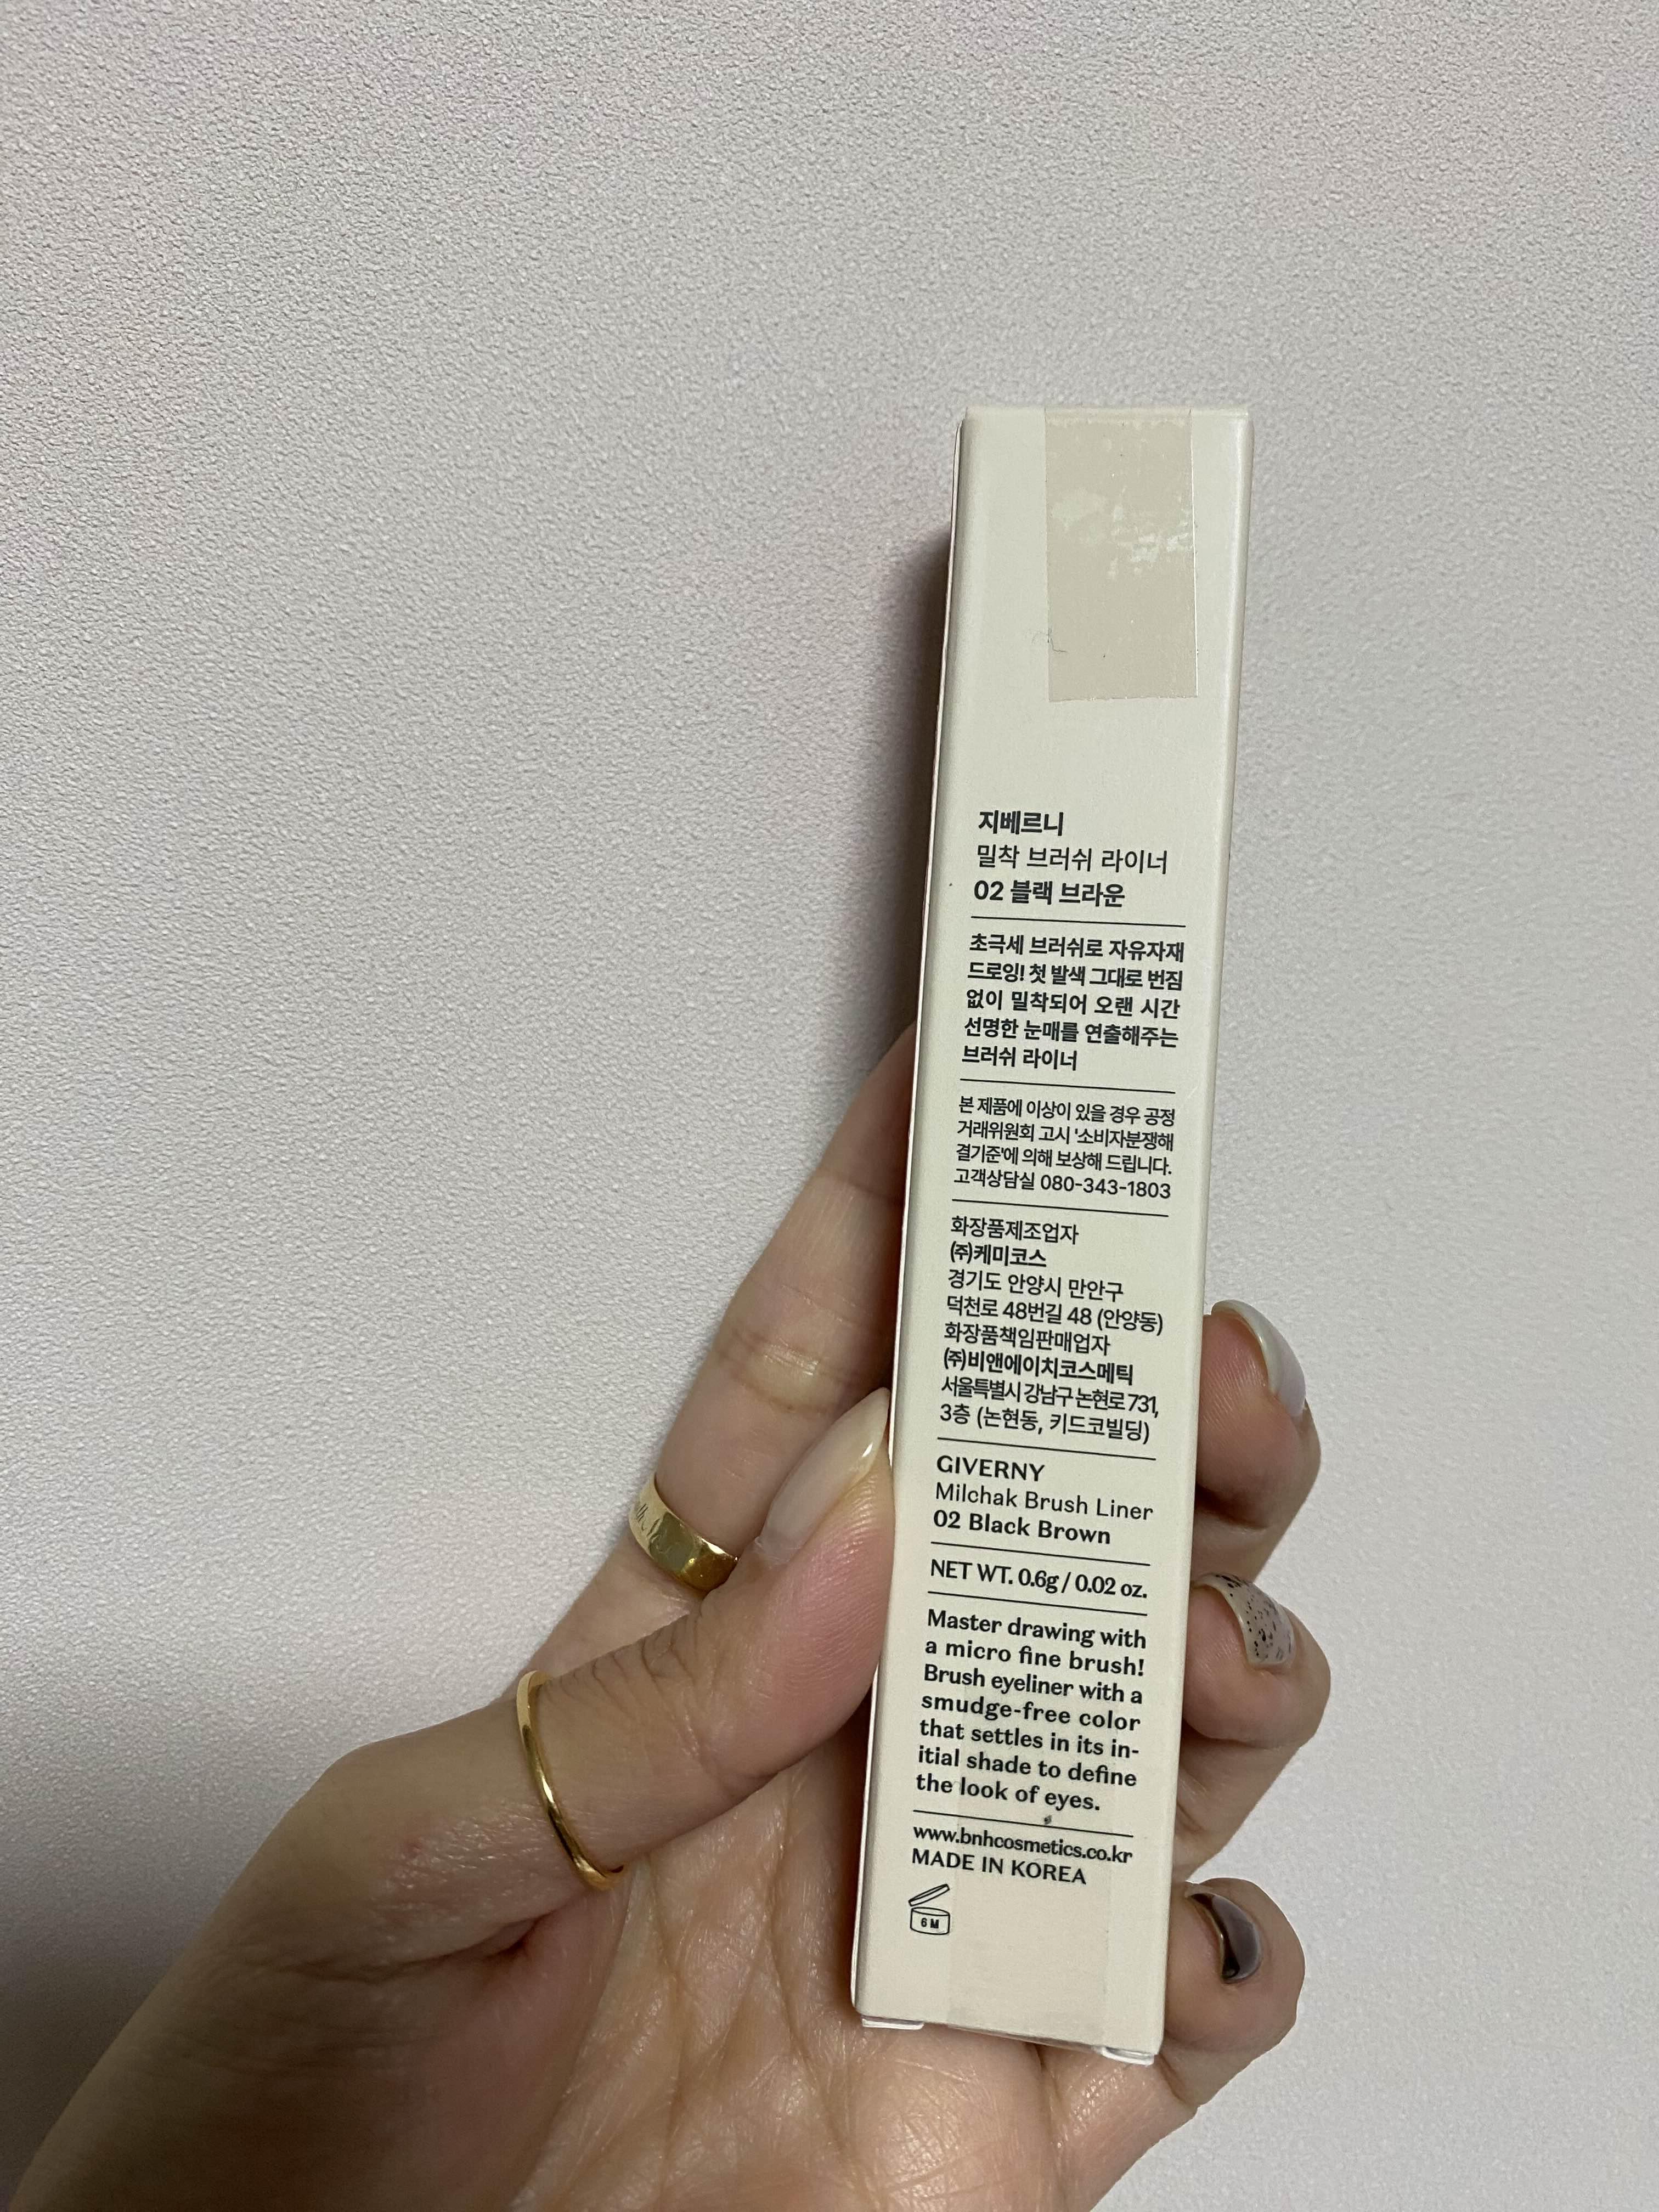 지베르니
밀착 브러쉬 라이너
02 블랙 브라운
초극세 브러쉬로 자유자재
드로잉! 첫 발색 그대로 번짐
없이 밀착되어 오랜 시간
선명한 눈매를 연출해주는
브러쉬 라이너
본 제품에 이상이 있을 경우 공정
거래위원회 고시 '소비자분쟁해
결기준'에 의해 보상해 드립니다.
고객상담실 080-343-1803
화장품제조업자
㈜케미코스
경기도 안양시 만안구
덕천로 48번길 48 (안양동)
화장품책임판매업자
㈜비앤에이치코스메틱
서울특별시 강남구 논현로 731,
3층 (논현동, 키드코빌딩)
GIVERNY
Milchak Brush Liner
02 Black Brown
NET WT. 0.6g / 0.02 oz.
Master drawing with
a micro fine brush!
Brush eyeliner with a
smudge-free color
that settles in its in-
itial shade to define
the look of eyes.
www.bnhcosmetics.co.kr
MADE IN KOREA
6 M